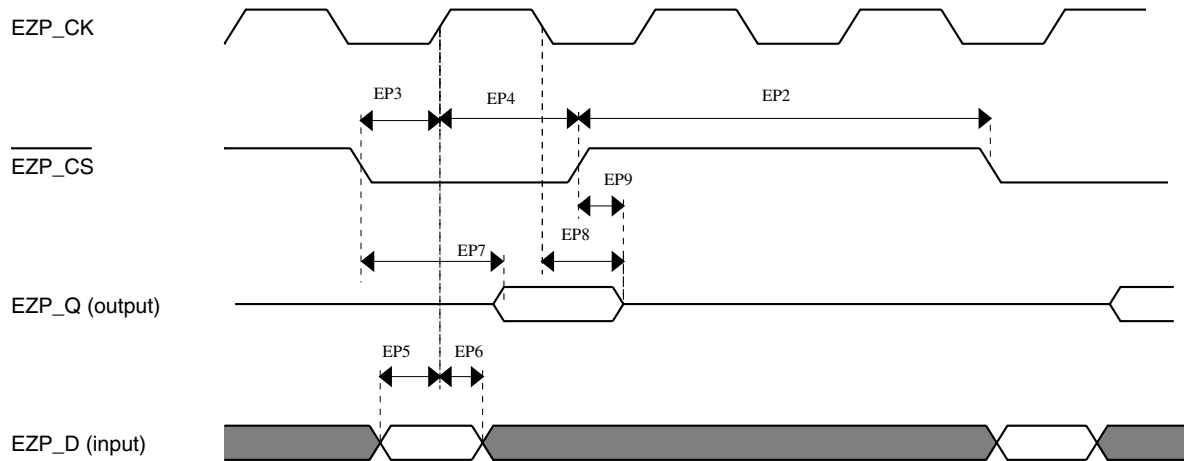 EZP_CK
EP3
EP4
EP2
EZP_CS
EP9
EP8
EP7
EZP_Q (output)
EP5
EP6
EZP_D (input)